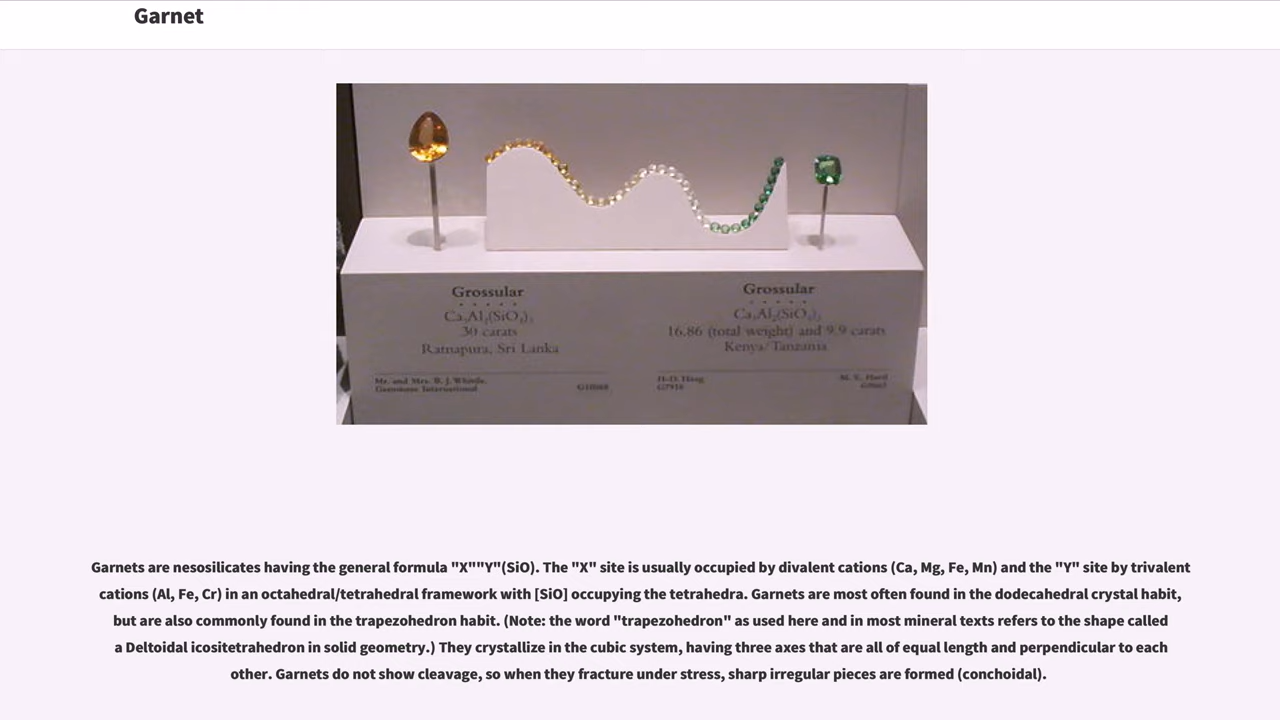 Garnet
Grossular
Ca₃Al₂(SiO₄)₃
30 carats
Ratnapura, Sri Lanka
Mr. and Mrs. B. J. Whistle,
Gemstone International
Grossular
Ca₃Al₂(SiO₄)₃
16.86 (total weight) and 9.9 carats
Kenya/Tanzania
Garnets are nesosilicates having the general formula "X""Y"(SiO). The "X" site is usually occupied by divalent cations (Ca, Mg, Fe, Mn) and the "Y" site by trivalent
cations (Al, Fe, Cr) in an octahedral/tetrahedral framework with [SiO] occupying the tetrahedra. Garnets are most often found in the dodecahedral crystal habit,
but are also commonly found in the trapezohedron habit. (Note: the word "trapezohedron" as used here and in most mineral texts refers to the shape called
a Deltoidal icositetrahedron in solid geometry.) They crystallize in the cubic system, having three axes that are all of equal length and perpendicular to each
other. Garnets do not show cleavage, so when they fracture under stress, sharp irregular pieces are formed (conchoidal).